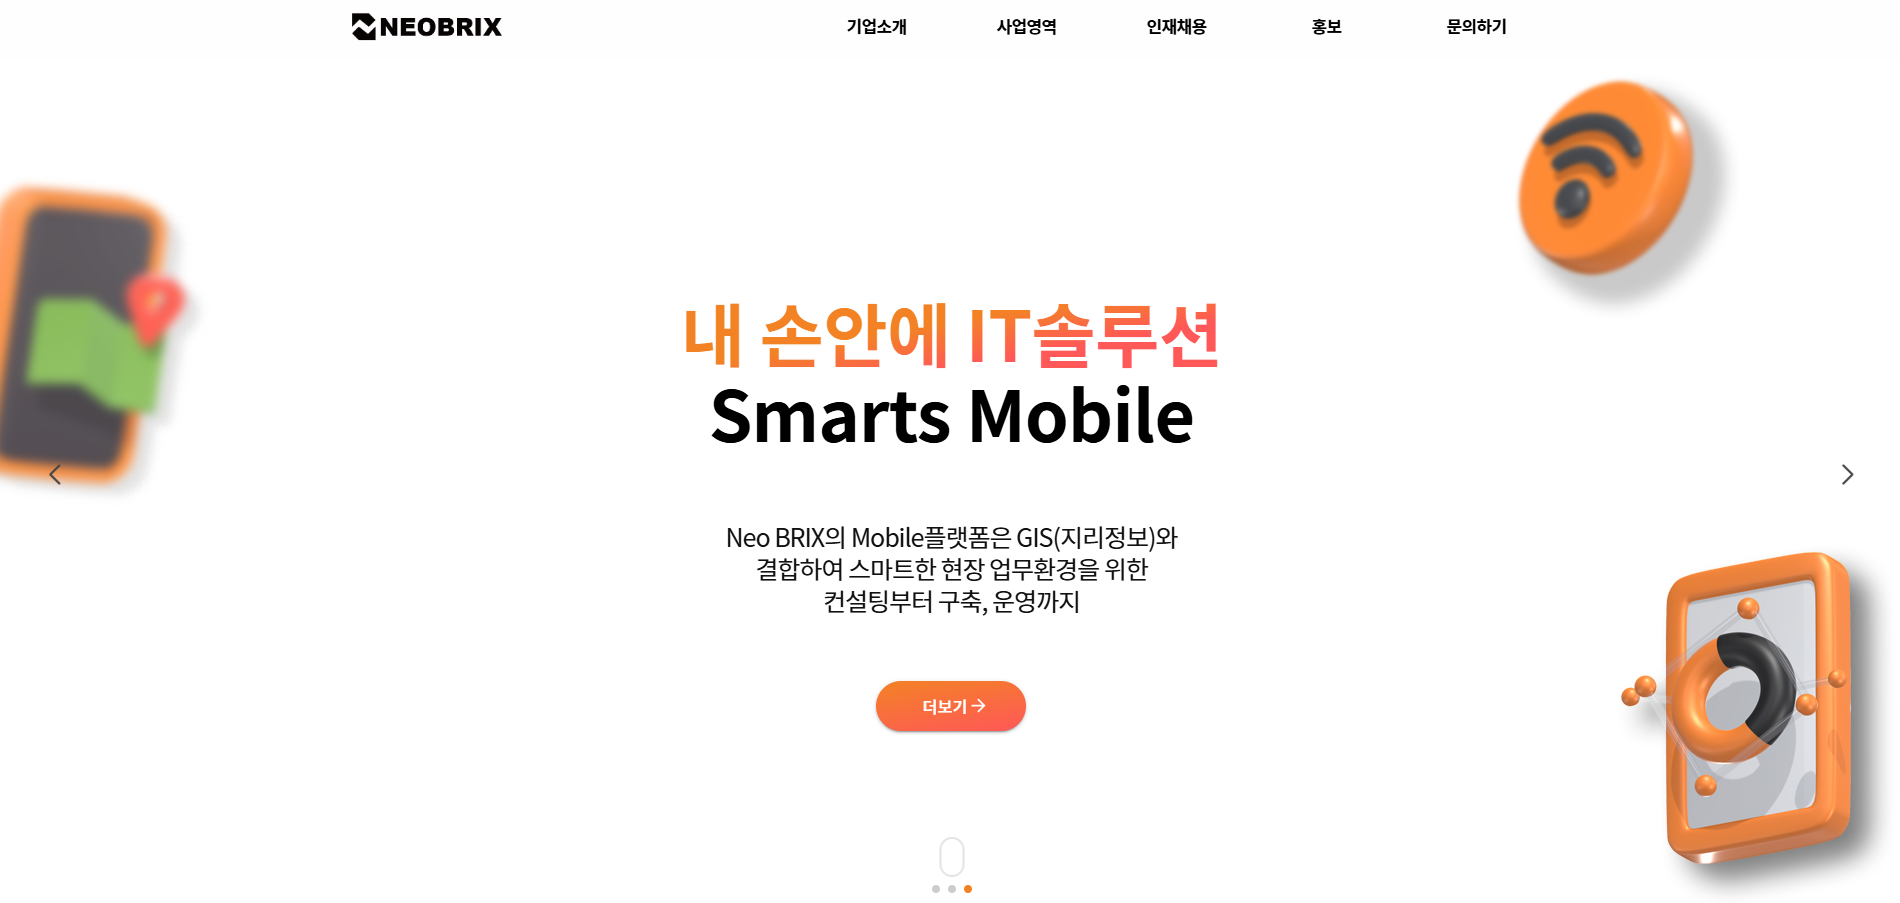 NEOBRIX
기업소개
사업영역
인재채용
홍보
문의하기
내 손안에 IT솔루션
Smarts Mobile
Neo BRIX의 Mobile플랫폼은 GIS(지리정보)와
결합하여 스마트한 현장 업무환경을 위한
컨설팅부터 구축, 운영까지
더보기